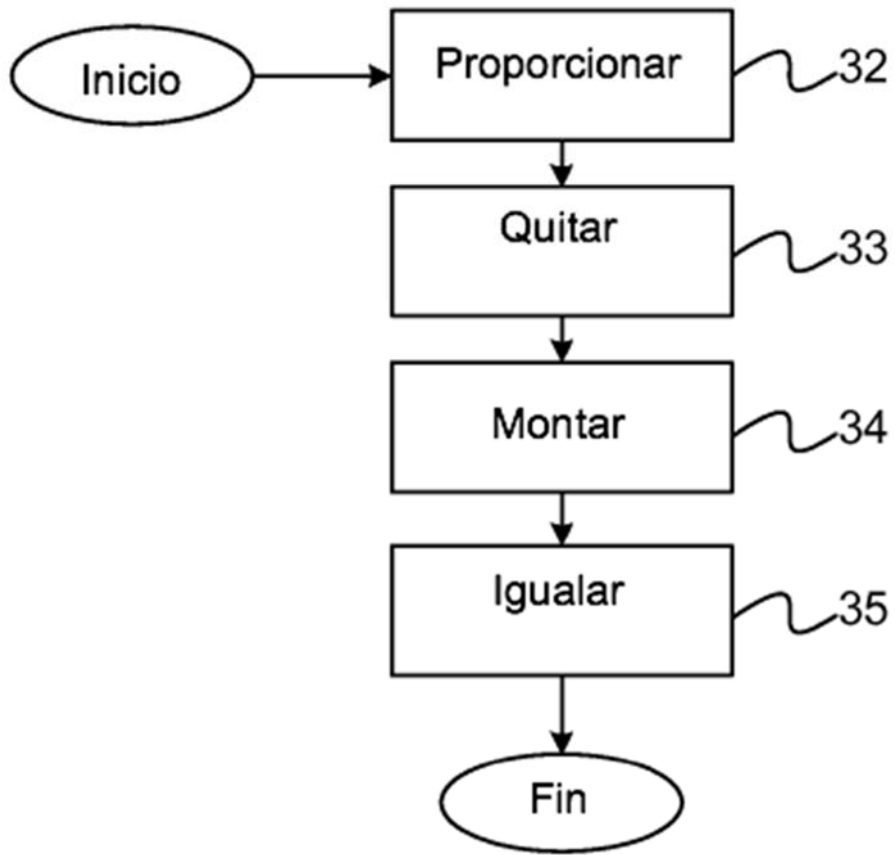 Inicio
Proporcionar
32
Quitar
33
Montar
34
Igualar
35
Fin